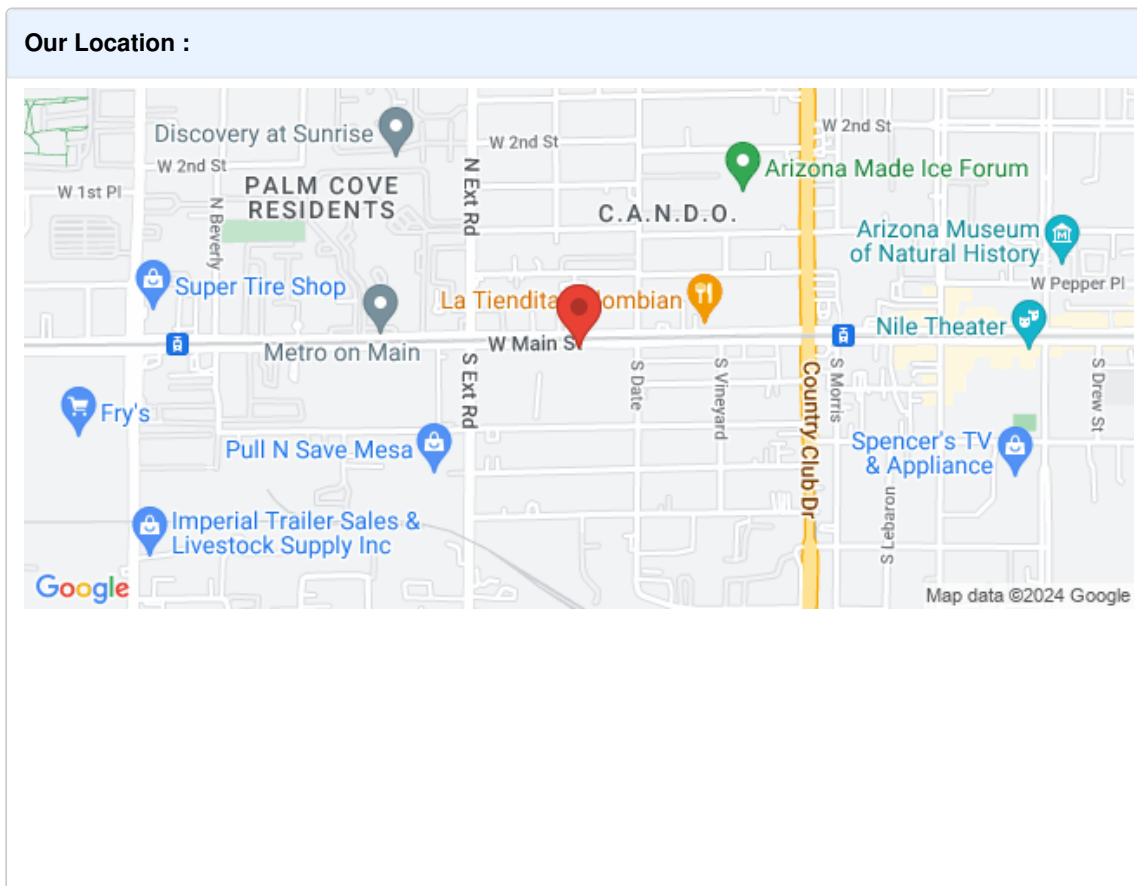 Our Location :
W 2nd St
Discovery at Sunrise
W 2nd St
W 2nd St
W 1st Pl
PALM COVE
RESIDENTS
N Ext Rd
Arizona Made Ice Forum
N Beverly
C.A.N.D.O.
Arizona Museum
of Natural History
Super Tire Shop
W Pepper Pl
La Tiendita
lombian
Nile Theater
W Main St
Metro on Main
S Ext Rd
S Date
S Vineyard
Country Club Dr
S Morris
S Drew St
Fry's
Pull N Save Mesa
Spencer's TV
& Appliance
S Lebaron
Imperial Trailer Sales &
Livestock Supply Inc
Google
Map data ©2024 Google